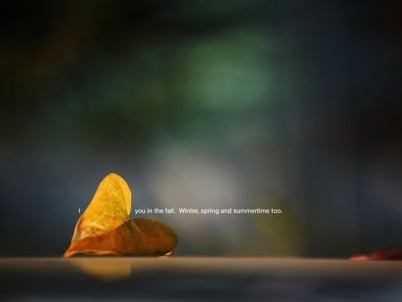 I you in the fall. Winter, spring and summertime too.